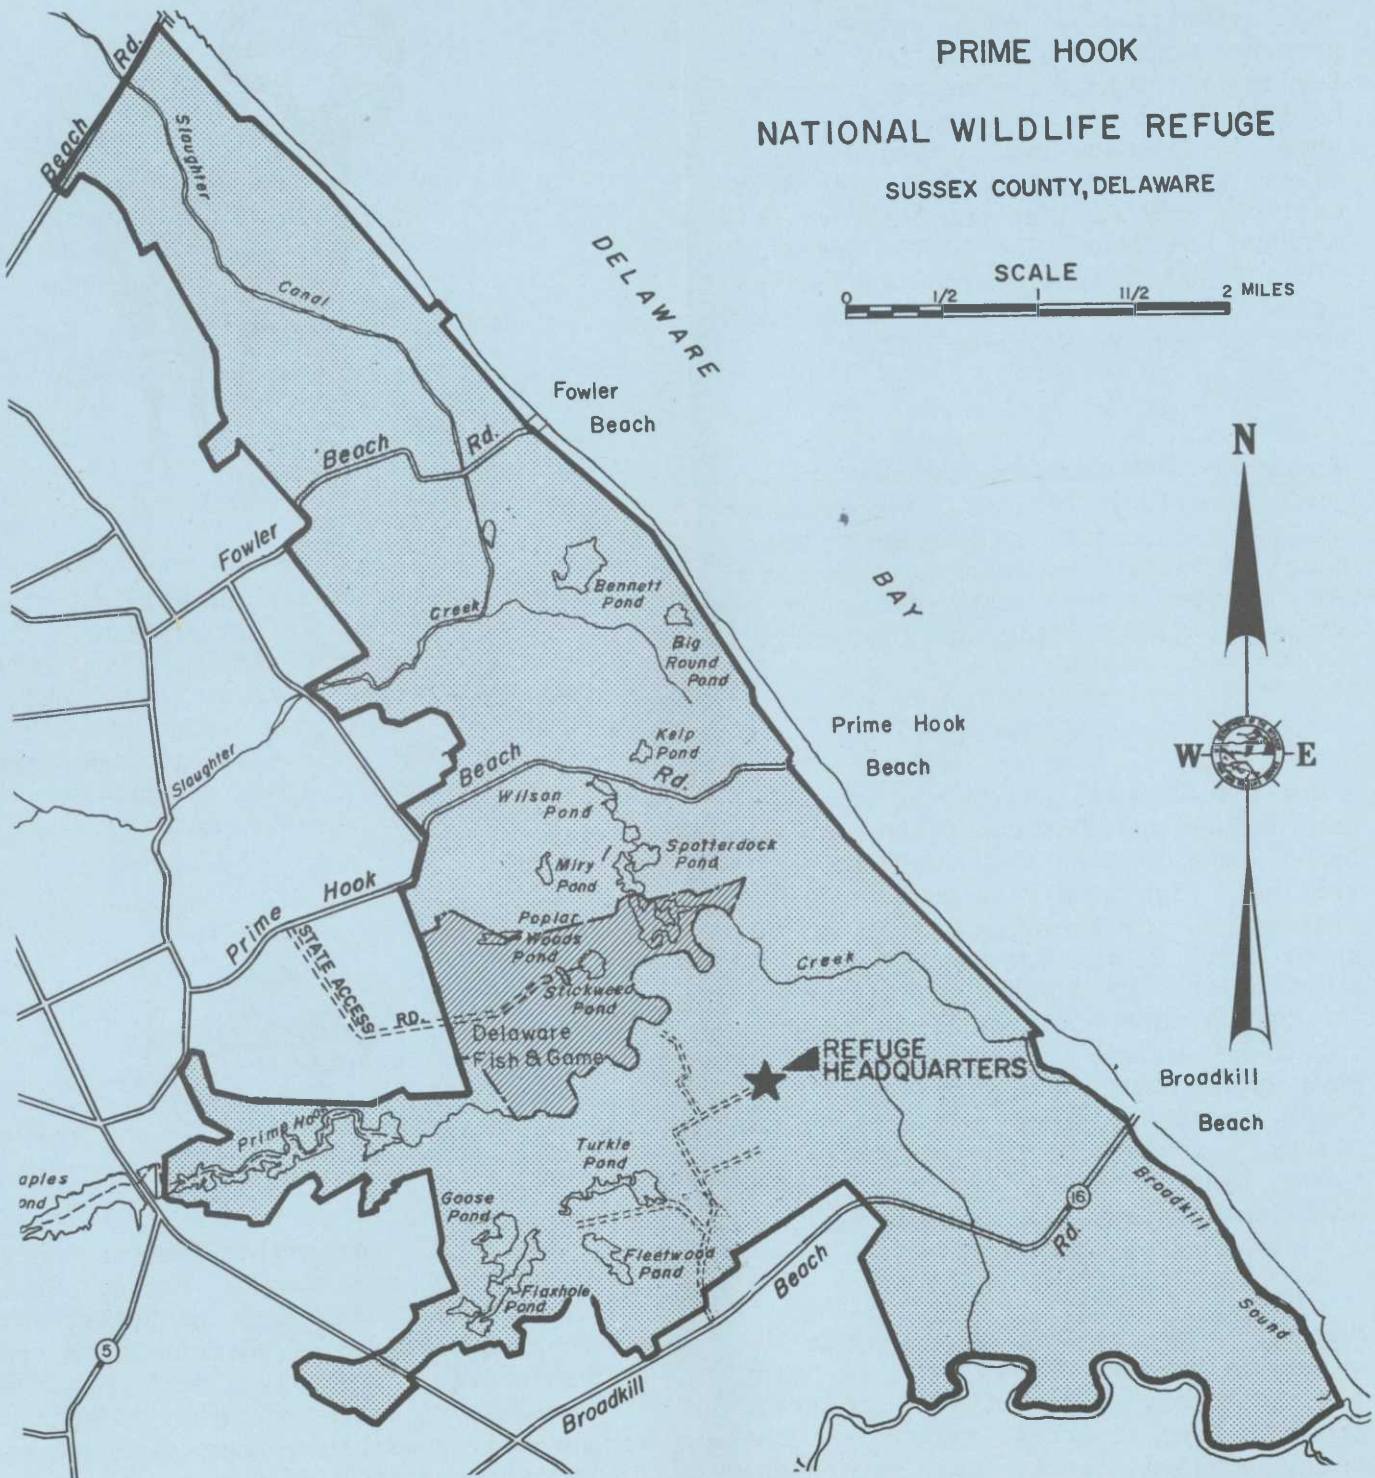 PRIME HOOK
NATIONAL WILDLIFE REFUGE
SUSSEX COUNTY, DELAWARE
SCALE
0 1/2 1 1 1/2 2 MILES
DELAWARE
BAY
Beach Rd.
Slaughter
Canal
Fowler
Beach
Fowler Beach Rd.
N
W E
Bennett
Pond
Creek
Big
Round
Pond
Prime Hook
Beach
Kelp
Pond
Slaughter
Beach Rd.
Wilson
Pond
Spatterdock
Pond
Miry
Pond
Prime Hook
Poplar
Woods
Pond
STATE ACCESS RD.
Stickweed
Pond
Creek
Delaware
Fish & Game
REFUGE
HEADQUARTERS
Broadkill
Beach
Prime Hook
Turkle
Pond
aples
ond
Goose
Pond
16
Broadkill
Sound
Fleetwood
Pond
Flaxhole
Pond
Broadkill Beach Rd.
5